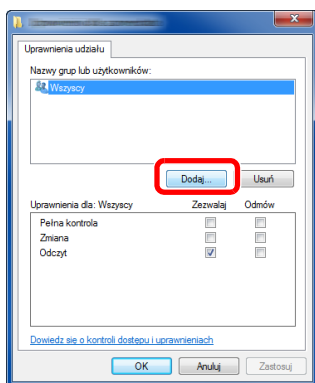 Uprawnienia udziału
Nazwy grup lub użytkowników:
Wszyscy
Dodaj... Usuń
Uprawnienia dla: Wszyscy Zezwalaj Odmów
Pełna kontrola
Zmiana
Odczyt
Dowiedz się o kontroli dostępu i uprawnieniach
OK Anuluj Zastosuj